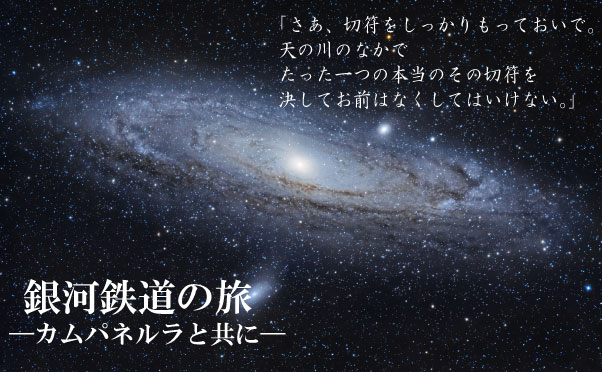 「さあ、切符をしっかりもっておいで。
天の川のなかで
たった一つの本当のその切符を
決してお前はなくしてはいけない。」
銀河鉄道の旅
―カムパネルラと共に―